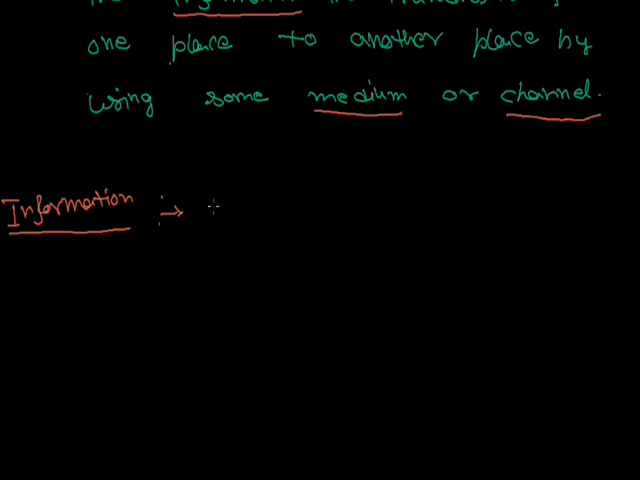 one place to another place by
using some medium or channel.
Information :→